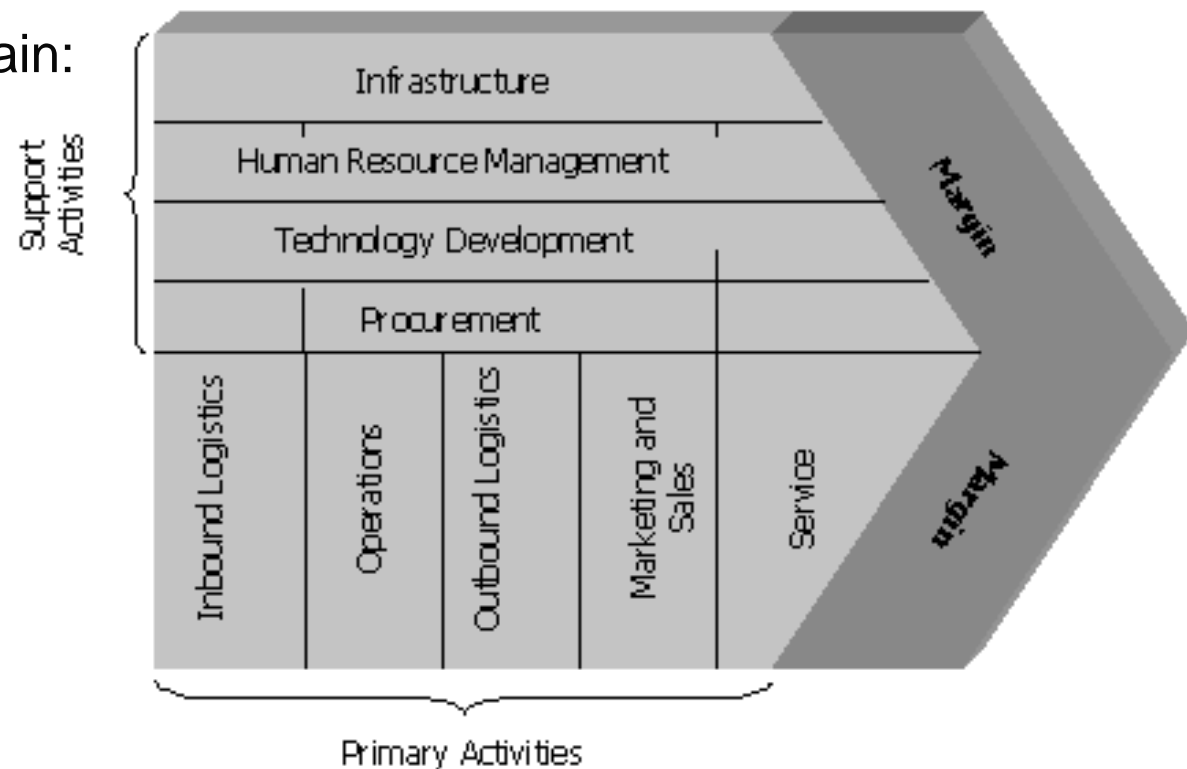 ain:
Support
Activities
Infrastructure
Human Resource Management
Technology Development
Procurement
Inbound Logistics
Operations
Outbound Logistics
Marketing and
Sales
Service
Margin
Margin
Primary Activities